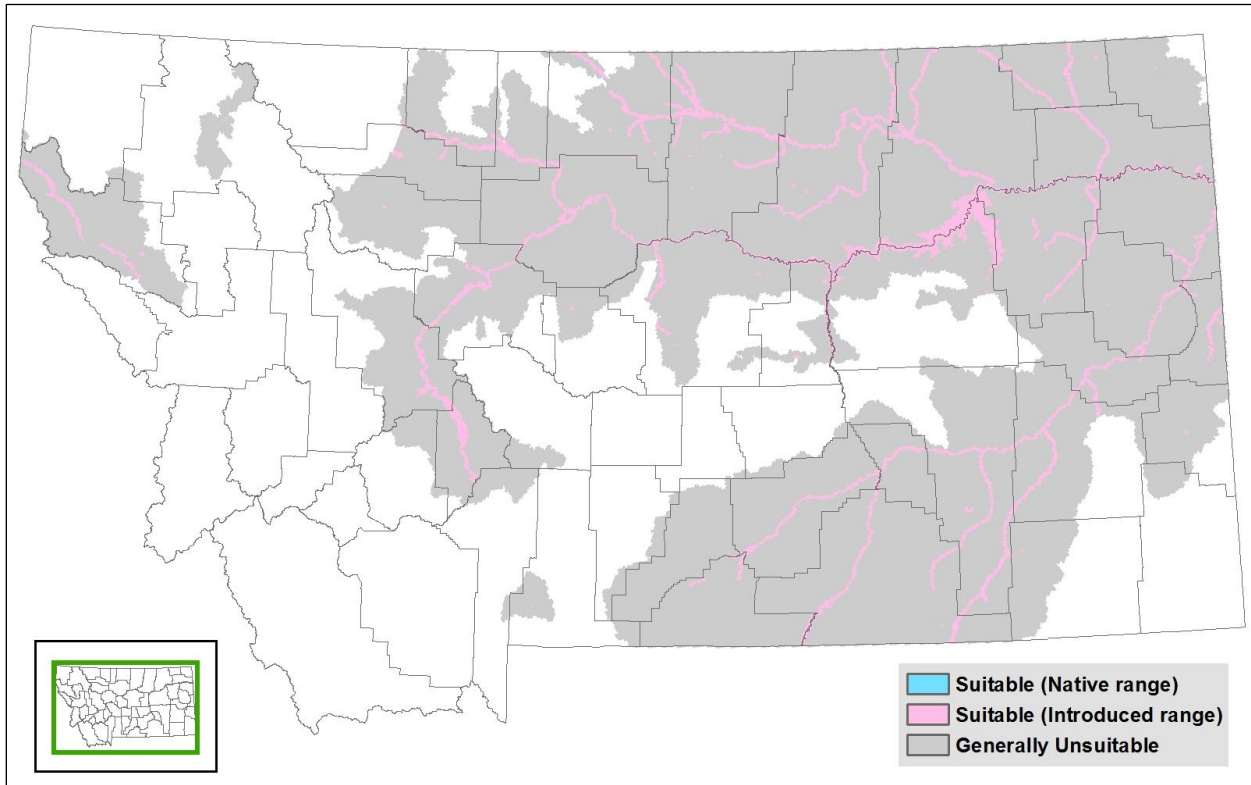 Suitable (Native range)
Suitable (Introduced range)
Generally Unsuitable